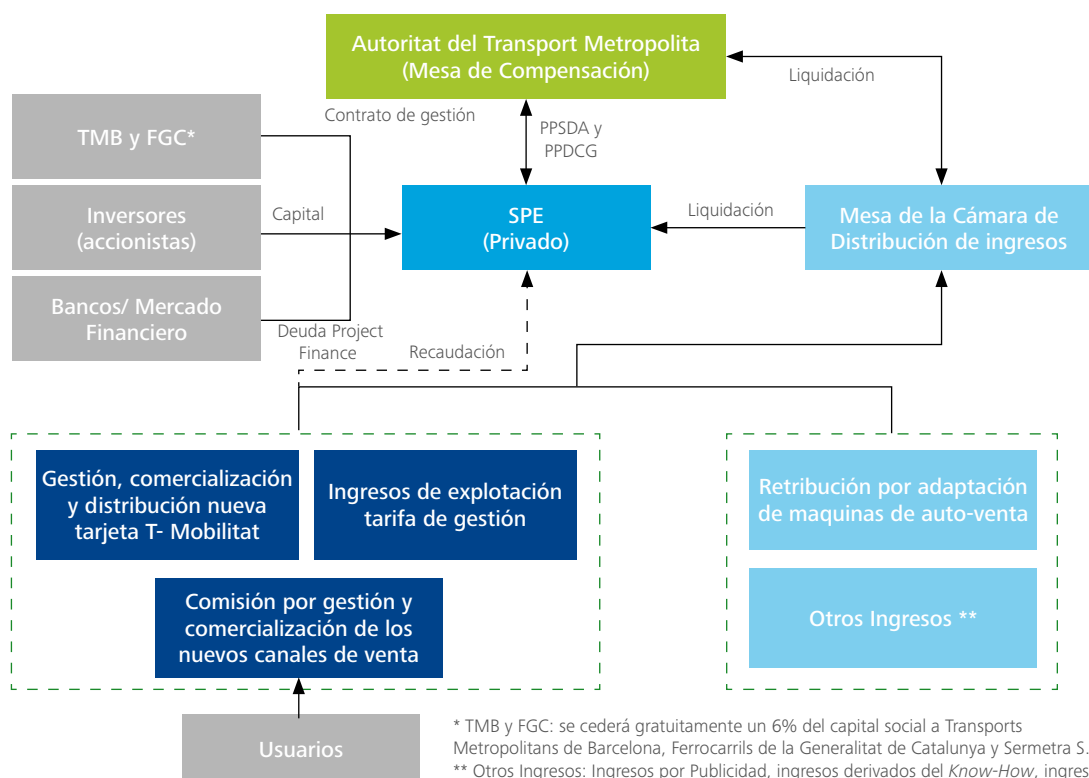 Autoritat del Transport Metropolita
(Mesa de Compensación)
Liquidación
Contrato de gestión
PPSDA y
PPDCG
TMB y FGC*
Inversores
(accionistas)
Capital
SPE
(Privado)
Liquidación
Mesa de la Cámara de
Distribución de ingresos
Bancos/ Mercado
Financiero
Deuda Project
Finance
Recaudación
Gestión, comercialización
y distribución nueva
tarjeta T- Mobilitat
Ingresos de explotación
tarifa de gestión
Comisión por gestión y
comercialización de los
nuevos canales de venta
Retribución por adaptación
de maquinas de auto-venta
Otros Ingresos **
Usuarios
* TMB y FGC: se cederá gratuitamente un 6% del capital social a Transports
Metropolitans de Barcelona, Ferrocarrils de la Generalitat de Catalunya y Sermetra S.
** Otros Ingresos: Ingresos por Publicidad, ingresos derivados del Know-How, ingres